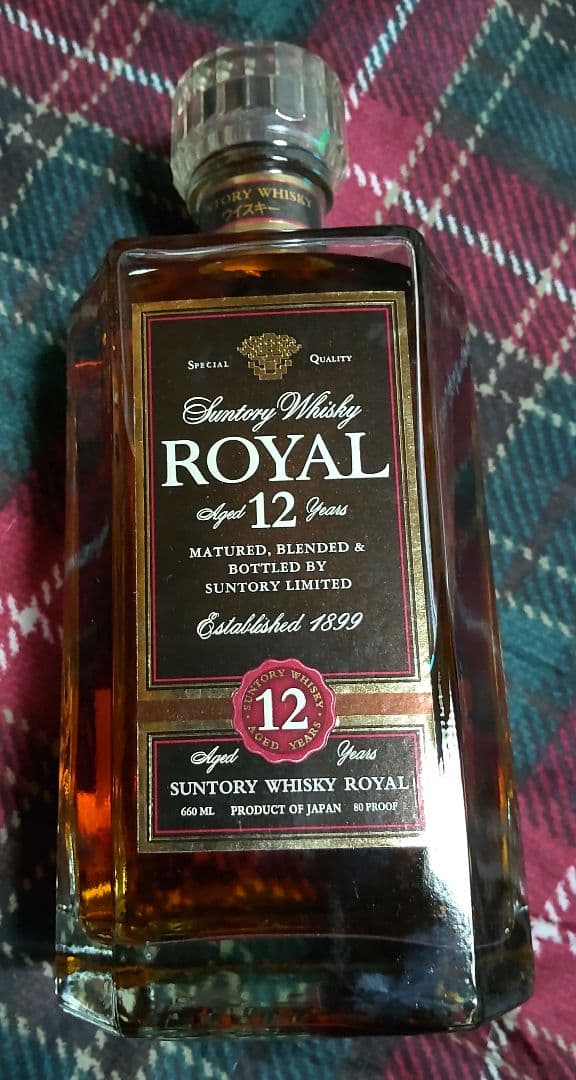 TORY WHISKY
ウイスキー
SPECIAL QUALITY
Suntory Whisky
ROYAL
Aged 12 Years
MATURED, BLENDED &
BOTTLED BY
SUNTORY LIMITED
Established 1899
SUNTORY WHISKY
12
AGED YEARS
Aged Years
SUNTORY WHISKY ROYAL
660 ML PRODUCT OF JAPAN 80 PROOF